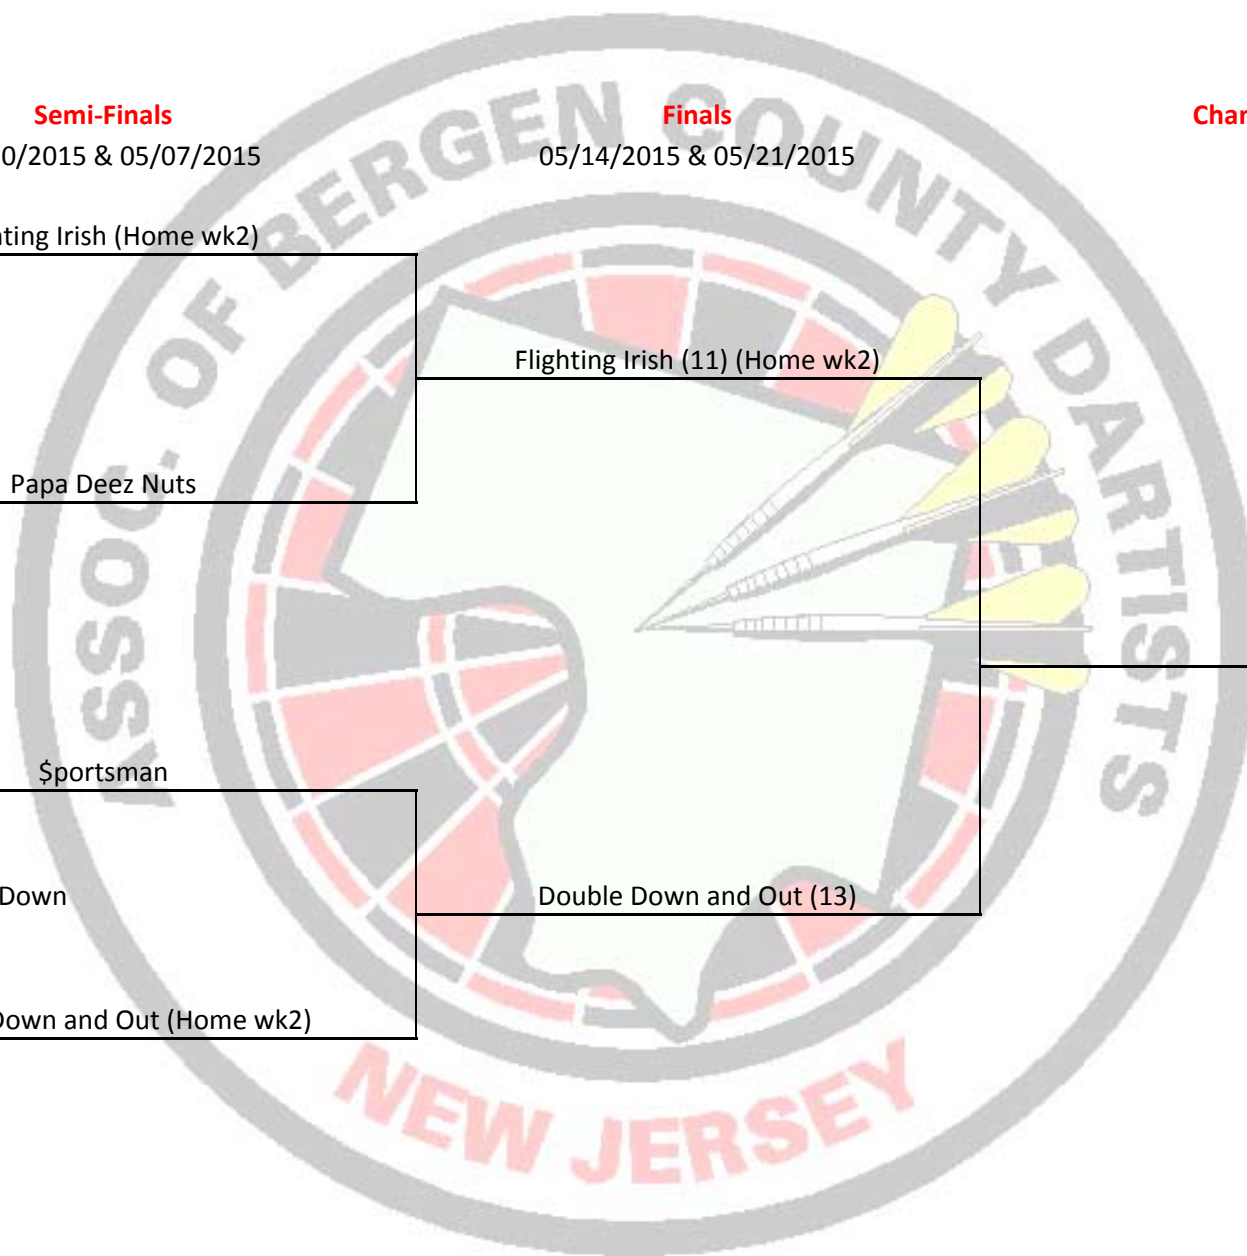 Semi-Finals
Finals
Char
0/2015 & 05/07/2015
05/14/2015 & 05/21/2015
ting Irish (Home wk2)
Flighting Irish (11) (Home wk2)
Papa Deez Nuts
$portsman
Down
Double Down and Out (13)
Down and Out (Home wk2)
ASSOC. OF BERGEN COUNTY DARTISTS
NEW JERSEY